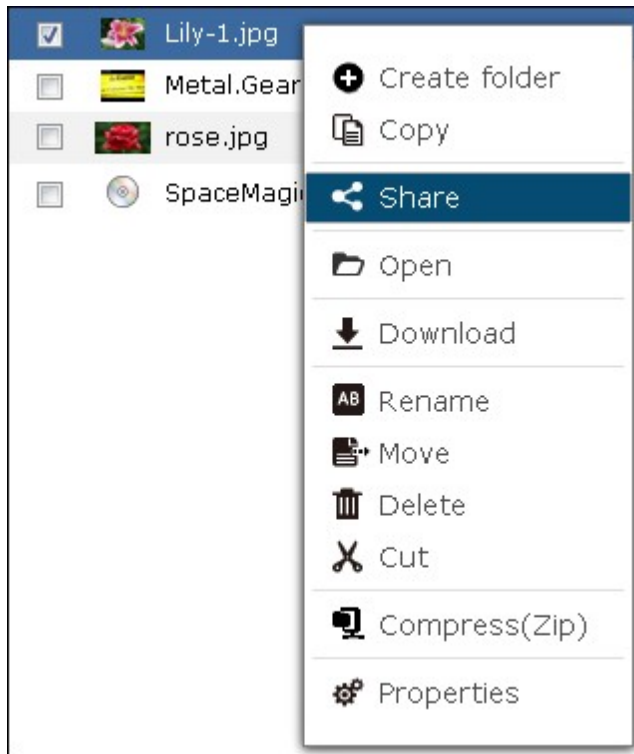 Lily-1.jpg
Metal.Gear
rose.jpg
SpaceMagi
Create folder
Copy
Share
Open
Download
AB Rename
Move
Delete
Cut
Compress(Zip)
Properties